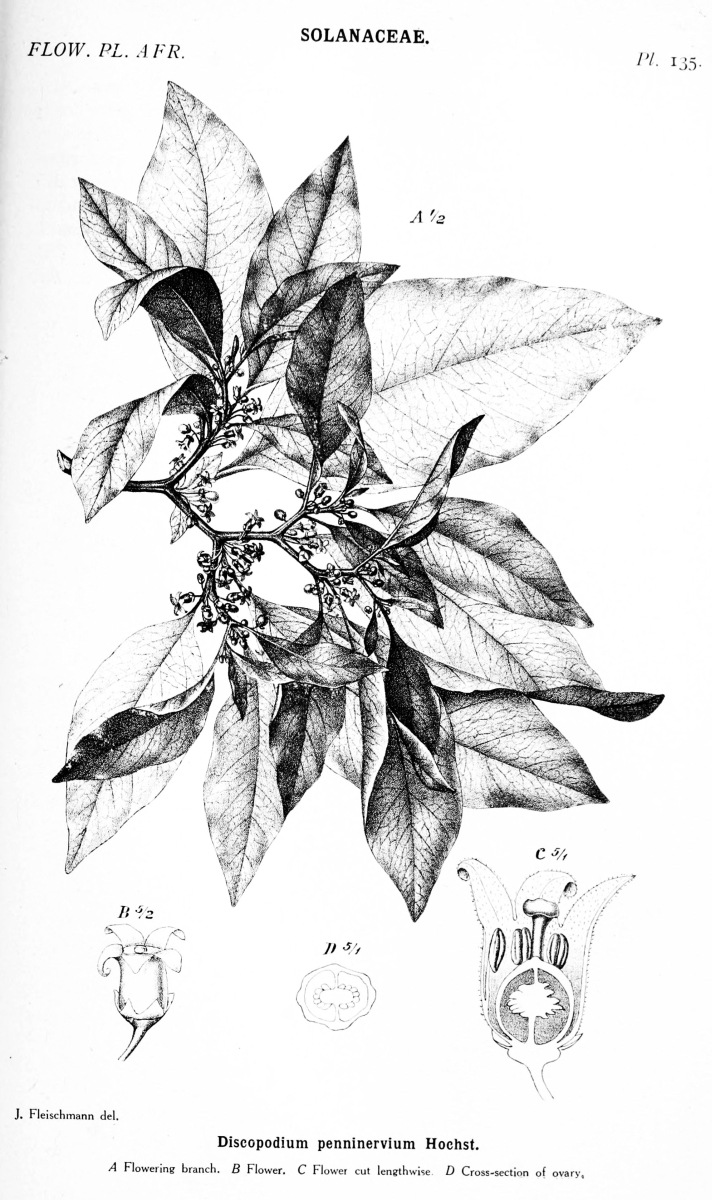 SOLANACEAE.
FLOW. PL. AFR.
Pl. 135.
A 1/2
C 5/1
B 5/2
D 5/1
J. Fleischmann del.
Discopodium penninervium Hochst.
A Flowering branch. B Flower. C Flower cut lengthwise. D Cross-section of ovary.